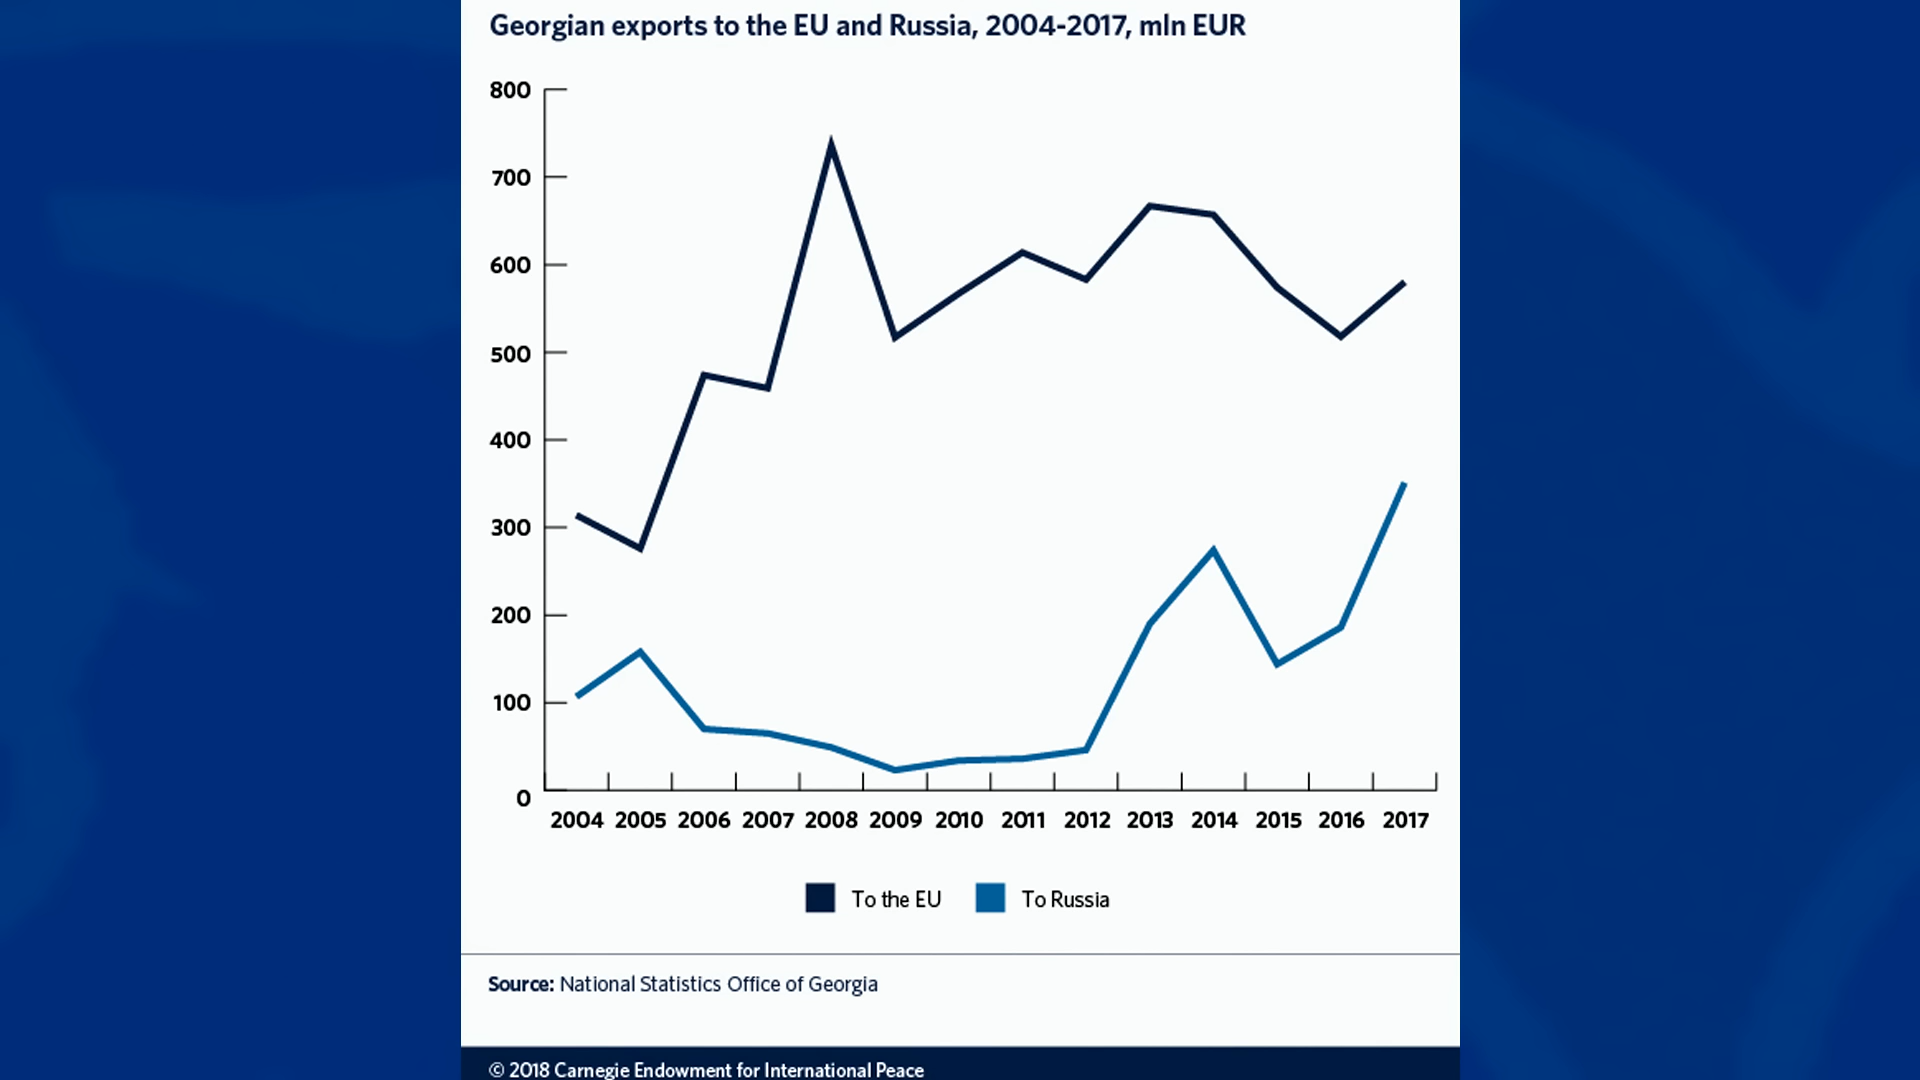 Georgian exports to the EU and Russia, 2004-2017, mln EUR
800
700
600
500
400
300
200
100
0
2004 2005 2006 2007 2008 2009 2010 2011 2012 2013 2014 2015 2016 2017
To the EU To Russia
Source: National Statistics Office of Georgia
© 2018 Carnegie Endowment for International Peace